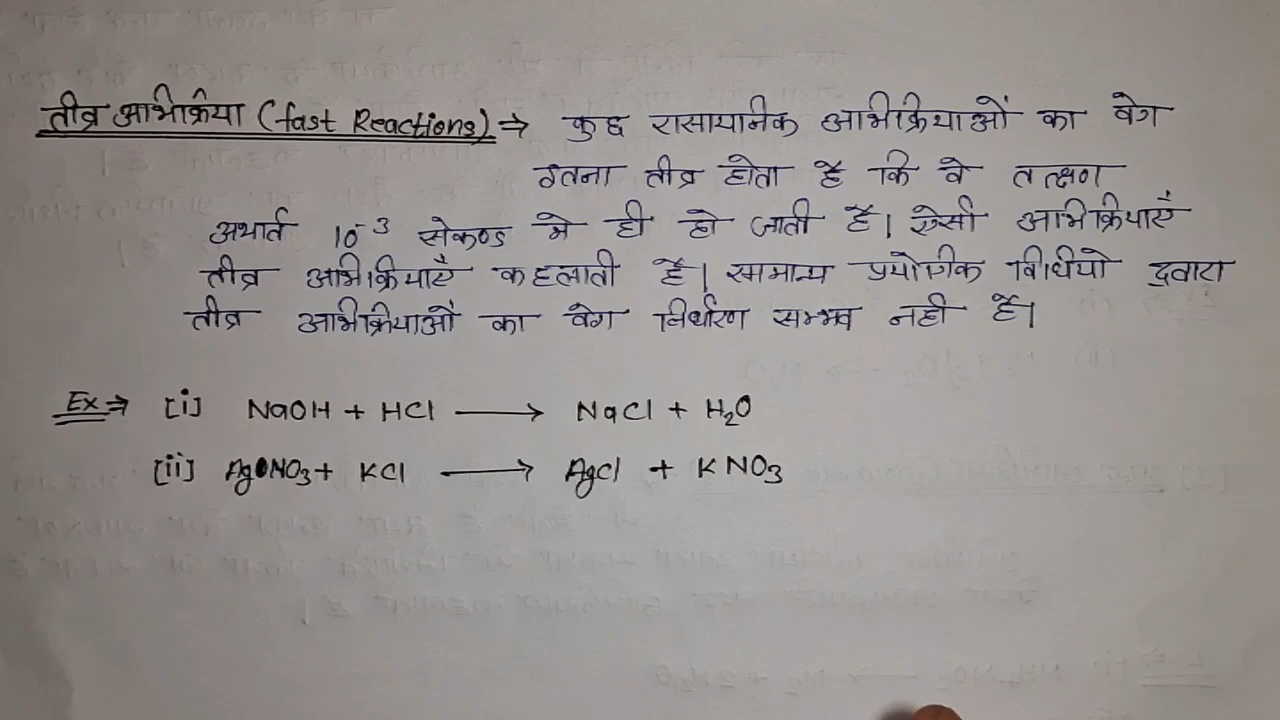 तीव्र अभिक्रिया (fast Reactions) ⇒ कुछ रासायनिक अभिक्रियाओं का वेग
इतना तीव्र होता है कि वे तत्क्षण
अथार्त 10⁻³ सेकण्ड मे ही हो जाती है। ऐसी अभिक्रियाएँ
तीव्र अभिक्रियाएँ कहलाती है। सामान्य प्रयोगिक विधियो द्वारा
तीव्र अभिक्रियाओं का वेग निर्धारण सम्भव नही है।
Ex ⇒ [i] NaOH + HCl ⟶ NaCl + H₂O
[ii] AgNO₃ + KCl ⟶ AgCl + KNO₃